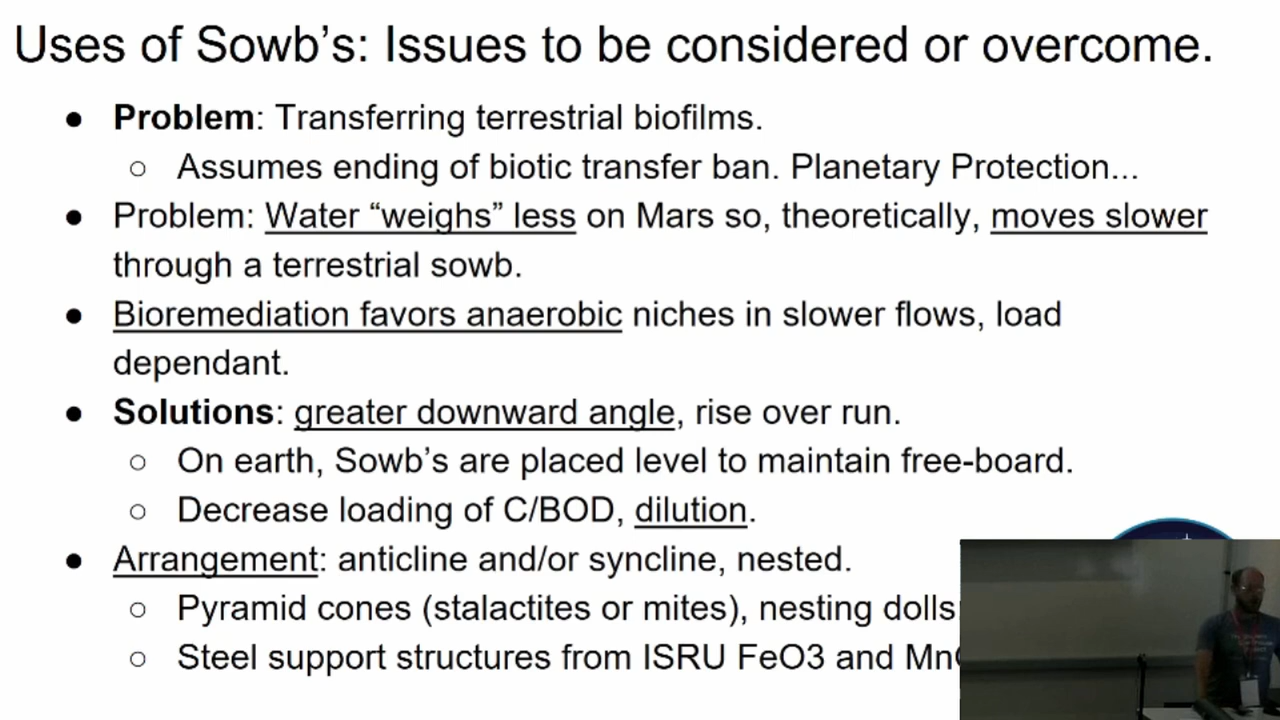 Uses of Sowb's: Issues to be considered or overcome.
● Problem: Transferring terrestrial biofilms.
○ Assumes ending of biotic transfer ban. Planetary Protection...
● Problem: Water “weighs” less on Mars so, theoretically, moves slower
through a terrestrial sowb.
● Bioremediation favors anaerobic niches in slower flows, load
dependant.
● Solutions: greater downward angle, rise over run.
○ On earth, Sowb's are placed level to maintain free-board.
○ Decrease loading of C/BOD, dilution.
● Arrangement: anticline and/or syncline, nested.
○ Pyramid cones (stalactites or mites), nesting dolls
○ Steel support structures from ISRU FeO3 and